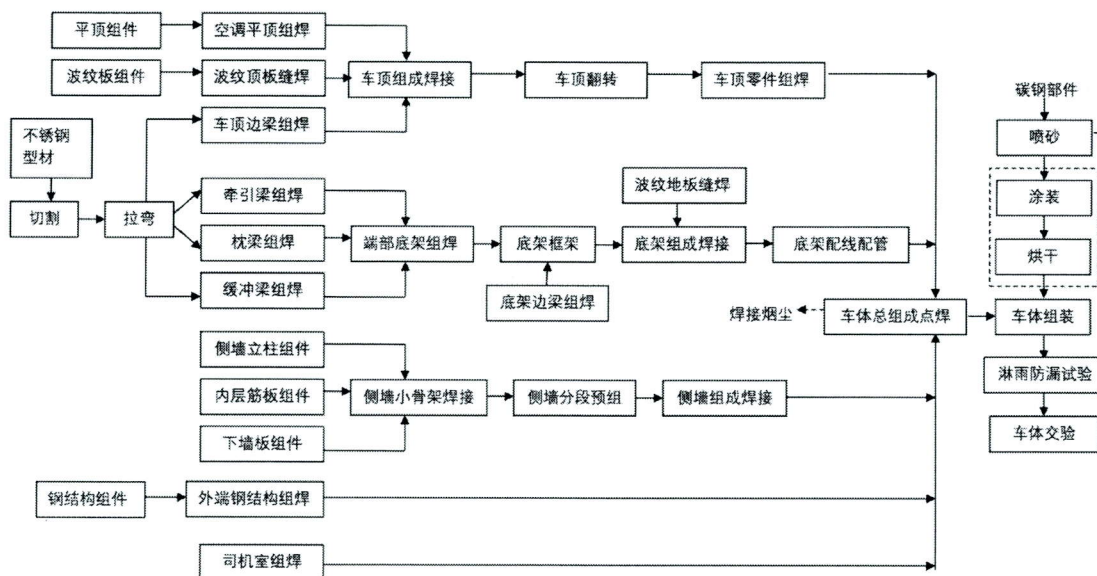 平顶组件
空调平顶组焊
波纹板组件
波纹顶板缝焊
车顶组成焊接
车顶翻转
车顶零件组焊
碳钢部件
不锈钢
型材
车顶边梁组焊
喷砂
牵引梁组焊
波纹地板缝焊
涂装
切割
拉弯
枕梁组焊
端部底架组焊
底架框架
底架组成焊接
底架配线配管
烘干
缓冲梁组焊
底架边梁组焊
焊接烟尘
车体总组成点焊
车体组装
侧墙立柱组件
淋雨防漏试验
内层筋板组件
侧墙小骨架焊接
侧墙分段预组
侧墙组成焊接
车体交验
下墙板组件
钢结构组件
外端钢结构组焊
司机室组焊